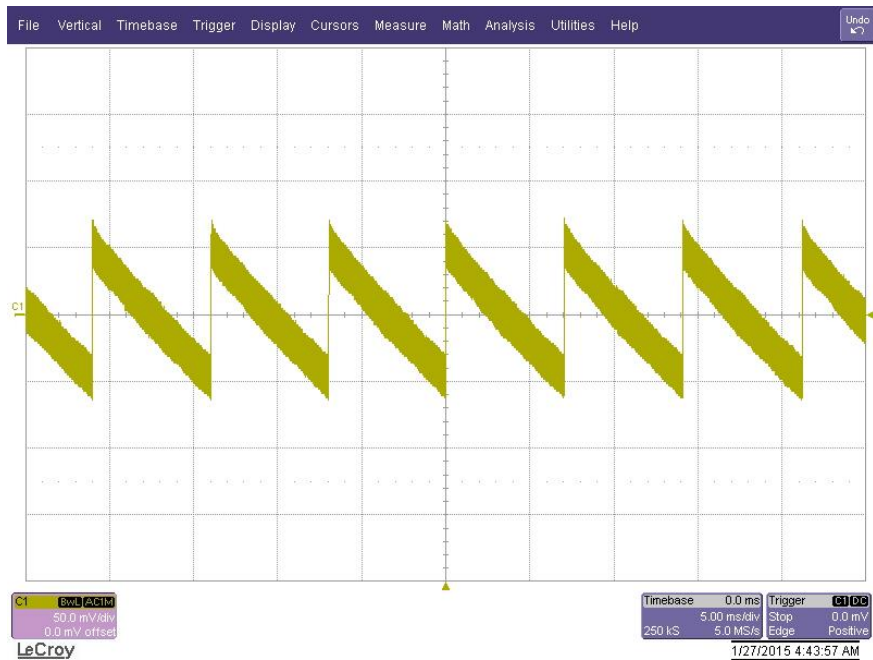 File Vertical Timebase Trigger Display Cursors Measure Math Analysis Utilities Help Undo
C1
C1 BwL AC1M
50.0 mV/div
0.0 mV offset
Timebase 0.0 ms
5.00 ms/div
250 kS 5.0 MS/s
Trigger C1 DC
Stop 0.0 mV
Edge Positive
LeCroy
1/27/2015 4:43:57 AM